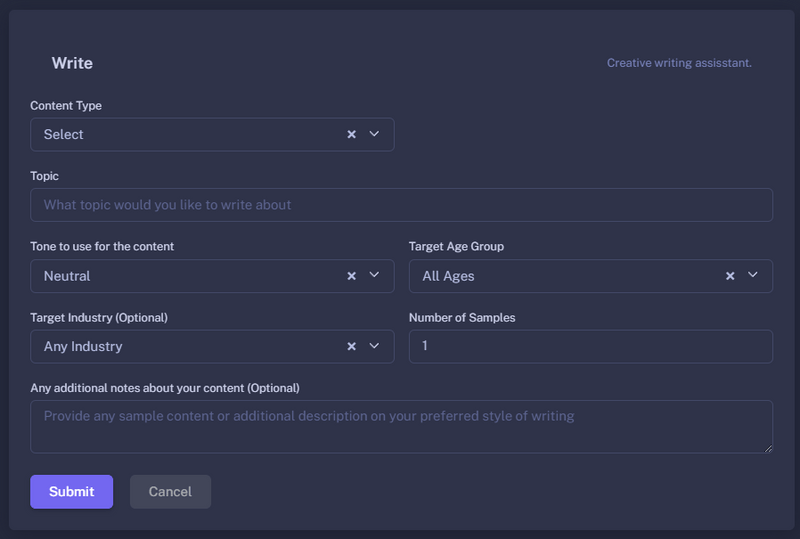 Write
Creative writing assisstant.
Content Type
Select
Topic
What topic would you like to write about
Tone to use for the content
Target Age Group
Neutral
All Ages
Target Industry (Optional)
Number of Samples
Any Industry
1
Any additional notes about your content (Optional)
Provide any sample content or additional description on your preferred style of writing
Submit
Cancel